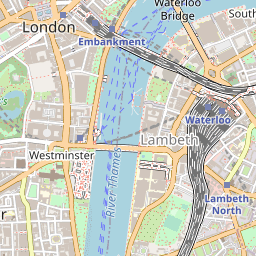 Waterloo
Bridge
South
London
Embankment
Waterloo
Lambeth
Westminster
River Thames
Lambeth
North
r